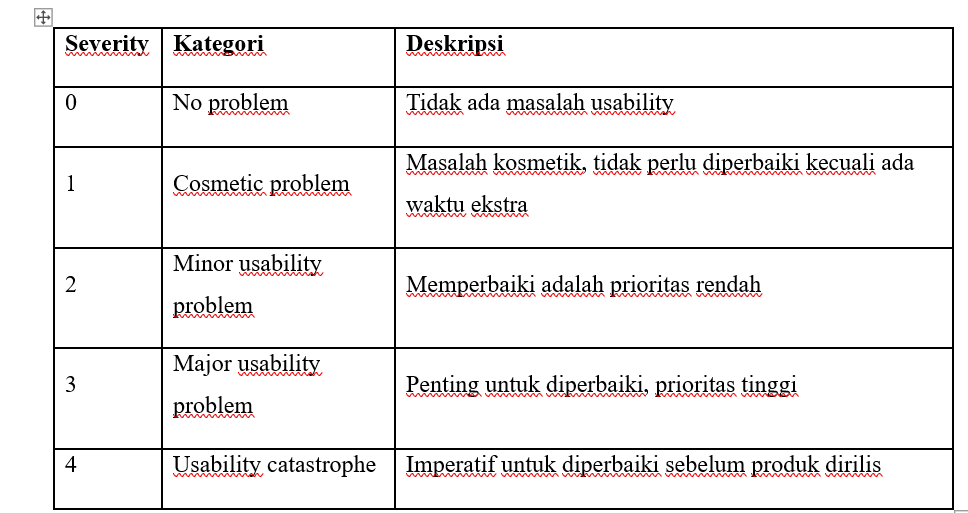 Severity Kategori Deskripsi
0 No problem Tidak ada masalah usability
1 Cosmetic problem Masalah kosmetik, tidak perlu diperbaiki kecuali ada
waktu ekstra
2 Minor usability
problem Memperbaiki adalah prioritas rendah
3 Major usability
problem Penting untuk diperbaiki, prioritas tinggi
4 Usability catastrophe Imperatif untuk diperbaiki sebelum produk dirilis